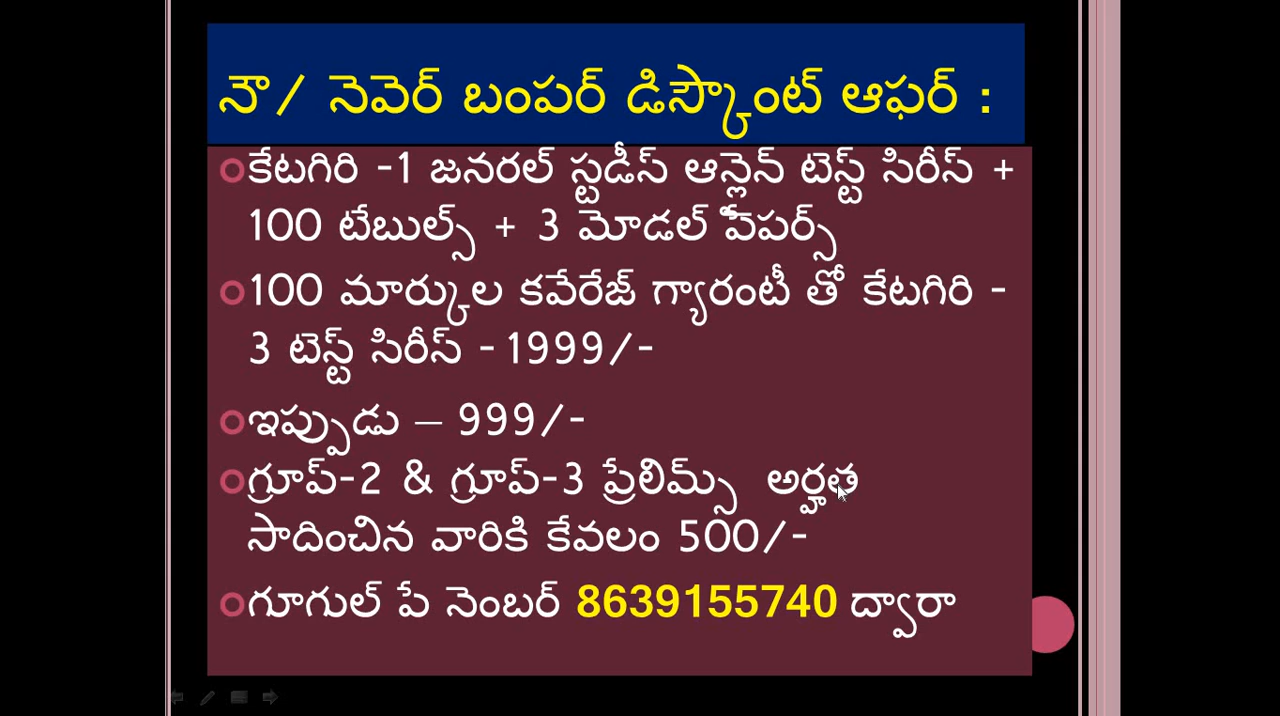 నౌ/ నెవెర్ బంపర్ డిస్కౌంట్ ఆఫర్ :
కేటగిరి -1 జనరల్ స్టడీస్ ఆన్లైన్ టెస్ట్ సిరీస్ +
100 టేబుల్స్ + 3 మోడల్ పేపర్స్
100 మార్కుల కవేరేజ్ గ్యారంటీ తో కేటగిరి -
3 టెస్ట్ సిరీస్ - 1999/-
ఇప్పుడు – 999/-
గ్రూప్-2 & గ్రూప్-3 ప్రేలిమ్స్ అర్హత
సాదించిన వారికి కేవలం 500/-
గూగుల్ పే నెంబర్ 8639155740 ద్వారా